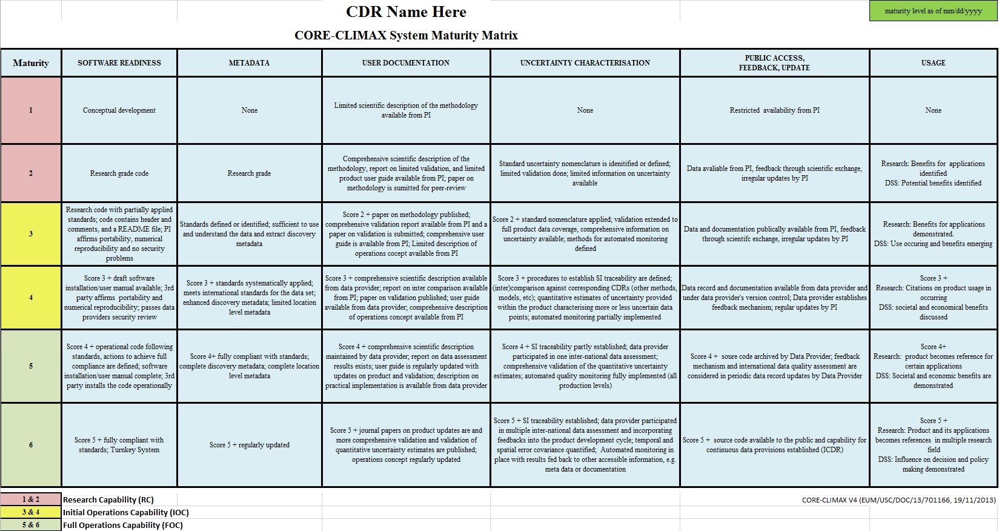 CDR Name Here
maturity level as of mm/dd/yyyy
CORE-CLIMAX System Maturity Matrix
Maturity
SOFTWARE READINESS
METADATA
USER DOCUMENTATION
UNCERTAINTY CHARACTERISATION
PUBLIC ACCESS,
FEEDBACK, UPDATE
USAGE
1
Conceptual development
None
Limited scientific description of the methodology
available from PI
None
Restricted availability from PI
None
2
Research grade code
Research grade
Comprehensive scientific description of the
methodology, report on limited validation, and limited
product user guide available from PI; paper on
methodology is sumitted for peer-review
Standard uncertainty nomenclature is identified or defined;
limited validation done; limited information on uncertainty
available
Data avaliable from PI, feedback through scientific exchange,
irregular updates by PI
Research: Benefits for applications
identified
DSS: Potential benefits identified
3
Research code with partially applied
standards; code contains header and
comments, and a README file; PI
affirms portability, numerical
reproducibility and no security
problems
Standards defined or identified; sufficient to use
and understand the data and extract discovery
metadata
Score 2 + paper on methodology published;
comprehensive validation report available from PI and a
paper on validation is submitted; comprehensive user
guide is available from PI; Limited description of
operations cocept available from PI
Score 2 + standard nomenclature applied; validation extended to
full product data coverage, comprehensive information on
uncertainty available; methods for automated monitoring
defined
Data and documentation publically available from PI, feedback
through scientifc exchange, irregular updates by PI
Research: Benefits for applications
demonstrated.
DSS: Use occuring and benefits emerging
4
Score 3 + draft software
installation/user manual available; 3rd
party affirms portability and
numerical reproducibility; passes data
providers security review
Score 3 + standards systematically applied;
meets international standards for the data set;
enhanced discovery metadata; limited location
level metadata
Score 3 + comprehensive scientific description available
from data provider; report on inter comparison available
from PI; paper on validation published; user guide
available from data provider; comprehensive description
of operations concept available from PI
Score 3 + procedures to establish SI traceability are defined;
(inter)comparison against corresponding CDRs (other methods,
models, etc); quantitative estimates of uncertainty provided
within the product characterising more or less uncertain data
points; automated monitoring partially implemented
Data record and documentation available from data provider and
under data provider's version control; Data provider establishes
feedback mechanism; regular updates by PI
Score 3 +
Research: Citations on product usage in
occurring
DSS: societal and economical benefits
discussed
5
Score 4 + operational code following
standards, actions to achieve full
compliance are defined; software
installation/user manual complete; 3rd
party installs the code operationally
Score 4+ fully compliant with standards;
complete discovery metadata; complete location
level metadata
Score 4 + comprehensive scientific description
maintained by data provider; report on data assessment
results exists; user guide is regularly updated with
updates on product and validation; description on
practical implementation is available from data provider
Score 4 + SI traceability partly established; data provider
participated in one inter-national data assessment;
comprehensive validation of the quantitative uncertainty
estimates; automated quality monitoring fully implemented (all
production levels)
Score 4 + soure code archived by Data Provider; feedback
mechanism and international data quality assessment are
considered in periodic data record updates by Data Provider
Score 4+
Research: product becomes reference for
certain applications
DSS: Societal and economic benefits are
demonstrated
6
Score 5 + fully compliant with
standards; Turnkey System
Score 5 + regularly updated
Score 5 + journal papers on product updates are and
more comprehensive validation and validation of
quantitative uncertainty estimates are published;
operations concept regularly updated
Score 5 + SI traceability established; data provider participated
in multiple inter-national data assessment and incorporating
feedbacks into the product development cycle; temporal and
spatial error covariance quantified; Automated monitoring in
place with results fed back to other accessible information, e.g.
meta data or documentation
Score 5 + source code available to the public and capability for
continuous data provisions established (ICDR)
Score 5 +
Research: Product and its applications
becomes references in multiple research
field
DSS: Influence on decision and policy
making demonstrated
1 & 2
Research Capability (RC)
CORE-CLIMAX V4 (EUM/USC/DOC/13/701166, 19/11/2013)
3 & 4
Initial Operations Capability (IOC)
5 & 6
Full Operations Capability (FOC)